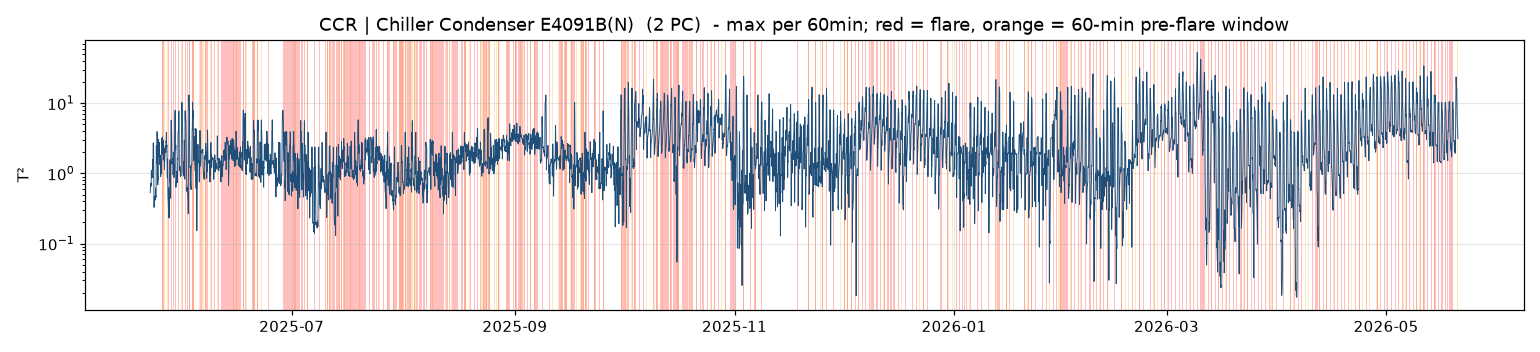 CCR | Chiller Condenser E4091B(N)  (2 PC)  - max per 60min; red = flare, orange = 60-min pre-flare window
T²
10¹
10⁰
10⁻¹
2025-07 2025-09 2025-11 2026-01 2026-03 2026-05